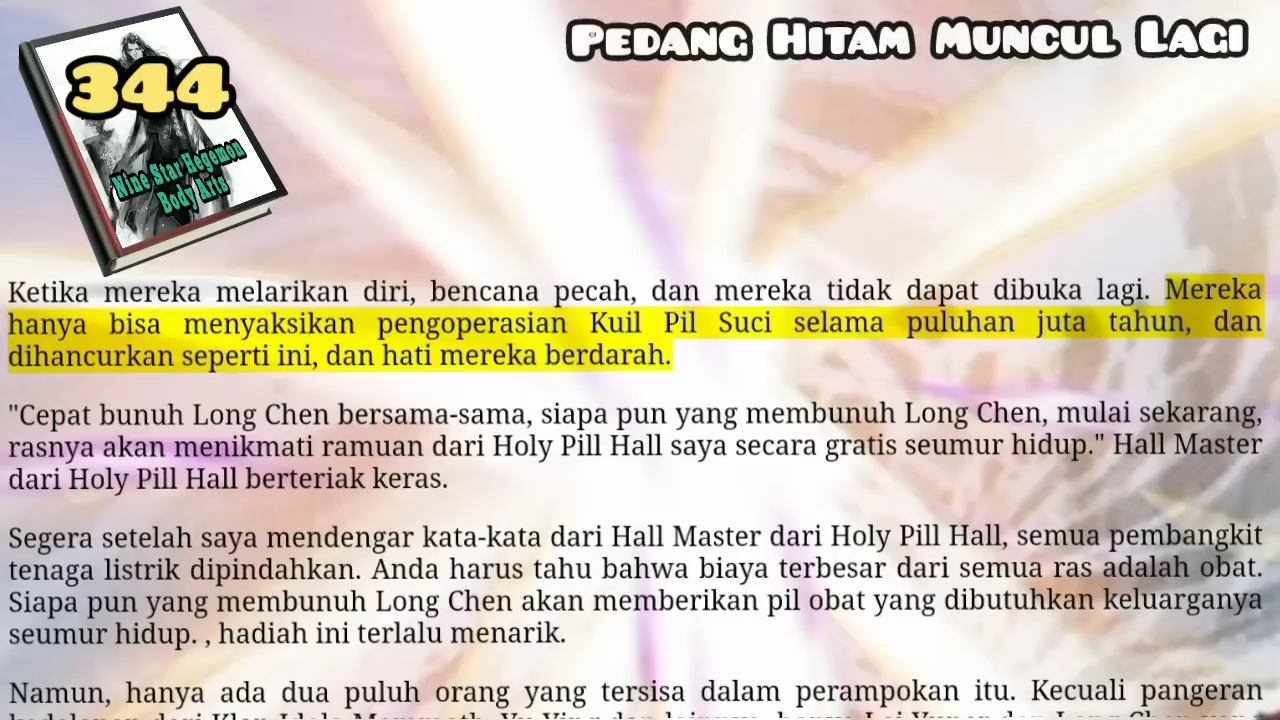 PEDANG HITAM MUNCUL LAGI
344
Nine Star Hegemon
Body Arts
Ketika mereka melarikan diri, bencana pecah, dan mereka tidak dapat dibuka lagi. Mereka
hanya bisa menyaksikan pengoperasian Kuil Pil Suci selama puluhan juta tahun, dan
dihancurkan seperti ini, dan hati mereka berdarah.
"Cepat bunuh Long Chen bersama-sama, siapa pun yang membunuh Long Chen, mulai sekarang,
rasnya akan menikmati ramuan dari Holy Pill Hall saya secara gratis seumur hidup." Hall Master
dari Holy Pill Hall berteriak keras.
Segera setelah saya mendengar kata-kata dari Hall Master dari Holy Pill Hall, semua pembangkit
tenaga listrik dipindahkan. Anda harus tahu bahwa biaya terbesar dari semua ras adalah obat.
Siapa pun yang membunuh Long Chen akan memberikan pil obat yang dibutuhkan keluarganya
seumur hidup. , hadiah ini terlalu menarik.
Namun, hanya ada dua puluh orang yang tersisa dalam perampokan itu. Kecuali pangeran